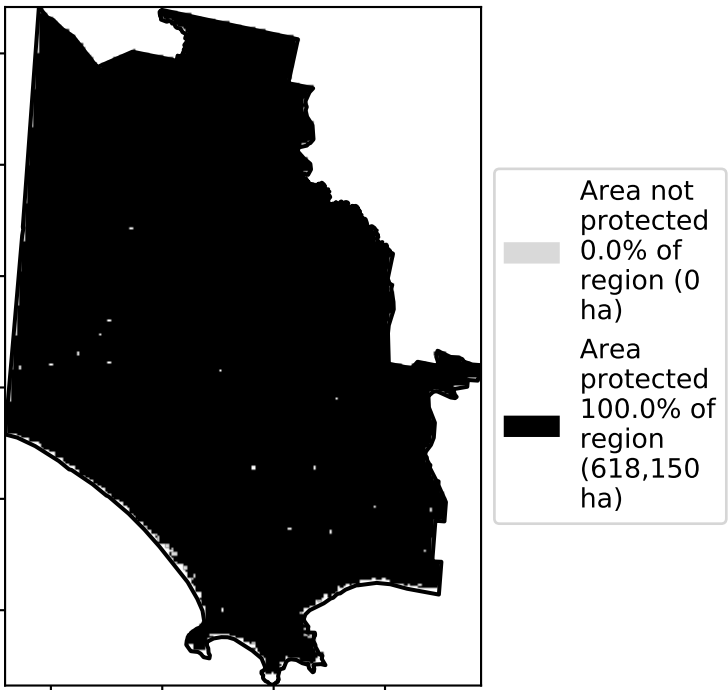 Area not
protected
0.0% of
region (0
ha)
Area
protected
100.0% of
region
(618,150
ha)